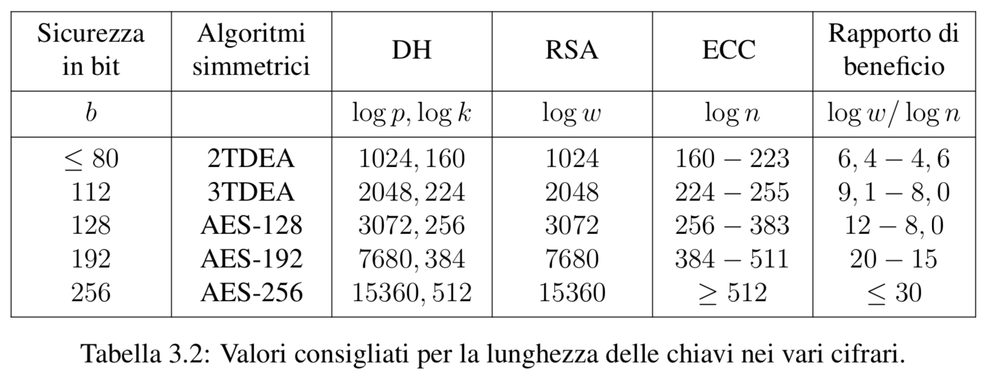 Sicurezza in bit | Algoritmi simmetrici | DH | RSA | ECC | Rapporto di beneficio
b | | log p, log k | log w | log n | log w/ log n
≤ 80 | 2TDEA | 1024, 160 | 1024 | 160 − 223 | 6, 4 − 4, 6
112 | 3TDEA | 2048, 224 | 2048 | 224 − 255 | 9, 1 − 8, 0
128 | AES-128 | 3072, 256 | 3072 | 256 − 383 | 12 − 8, 0
192 | AES-192 | 7680, 384 | 7680 | 384 − 511 | 20 − 15
256 | AES-256 | 15360, 512 | 15360 | ≥ 512 | ≤ 30
Tabella 3.2: Valori consigliati per la lunghezza delle chiavi nei vari cifrari.